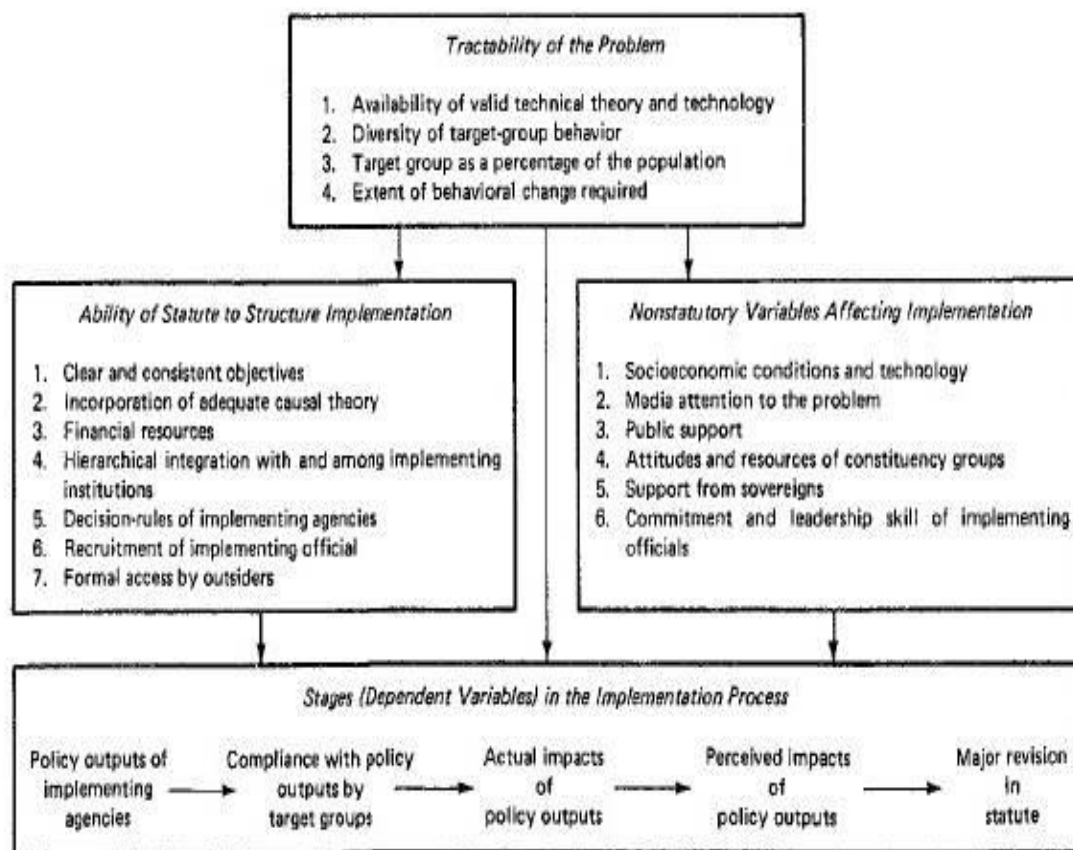 Tractability of the Problem
1. Availability of valid technical theory and technology
2. Diversity of target-group behavior
3. Target group as a percentage of the population
4. Extent of behavioral change required
Ability of Statute to Structure Implementation
1. Clear and consistent objectives
2. Incorporation of adequate causal theory
3. Financial resources
4. Hierarchical integration with and among implementing
institutions
5. Decision-rules of implementing agencies
6. Recruitment of implementing official
7. Formal access by outsiders
Nonstatutory Variables Affecting Implementation
1. Socioeconomic conditions and technology
2. Media attention to the problem
3. Public support
4. Attitudes and resources of constituency groups
5. Support from sovereigns
6. Commitment and leadership skill of implementing
officials
Stages (Dependent Variables) in the Implementation Process
Policy outputs of
implementing
agencies
Compliance with policy
outputs by
target groups
Actual impacts
of
policy outputs
Perceived impacts
of
policy outputs
Major revision
in
statute